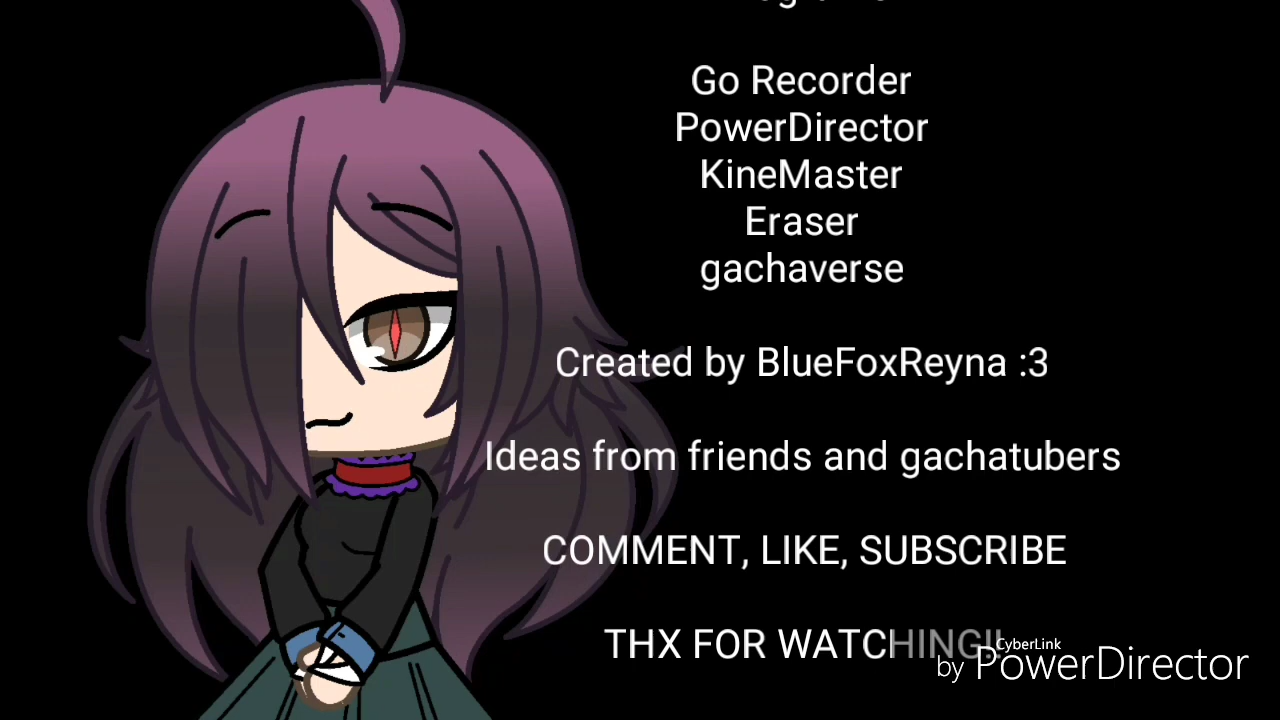 Go Recorder
PowerDirector
KineMaster
Eraser
gachaverse
Created by BlueFoxReyna :3
Ideas from friends and gachatubers
COMMENT, LIKE, SUBSCRIBE
THX FOR WATCHING!!
CyberLink
by PowerDirector